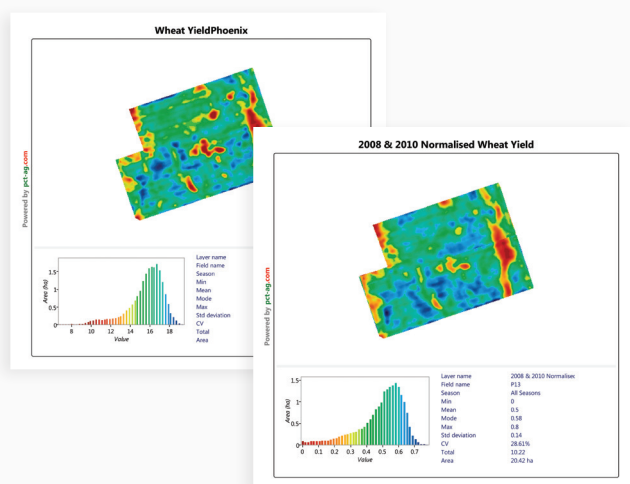 Wheat YieldPhoenix
Powered by pct-ag.com
1.5
1
0.5
0
Area (ha)
8 10 12 14 16 18
Value
Layer name
Field name
Season
Min
Mean
Mode
Max
Std deviation
CV
Total
Area
2008 & 2010 Normalised Wheat Yield
Powered by pct-ag.com
1.5
1
0.5
0
Area (ha)
0 0.1 0.2 0.3 0.4 0.5 0.6 0.7
Value
Layer name 2008 & 2010 Normalisec
Field name P13
Season All Seasons
Min 0
Mean 0.5
Mode 0.58
Max 0.8
Std deviation 0.14
CV 28.61%
Total 10.22
Area 20.42 ha